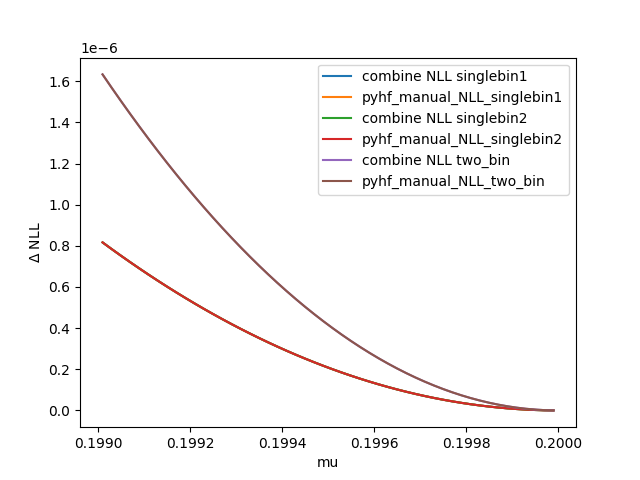 1e−6
combine NLL singlebin1
pyhf_manual_NLL_singlebin1
combine NLL singlebin2
pyhf_manual_NLL_singlebin2
combine NLL two_bin
pyhf_manual_NLL_two_bin
1.6
1.4
1.2
1.0
0.8
0.6
0.4
0.2
0.0
Δ NLL
0.1990 0.1992 0.1994 0.1996 0.1998 0.2000
mu